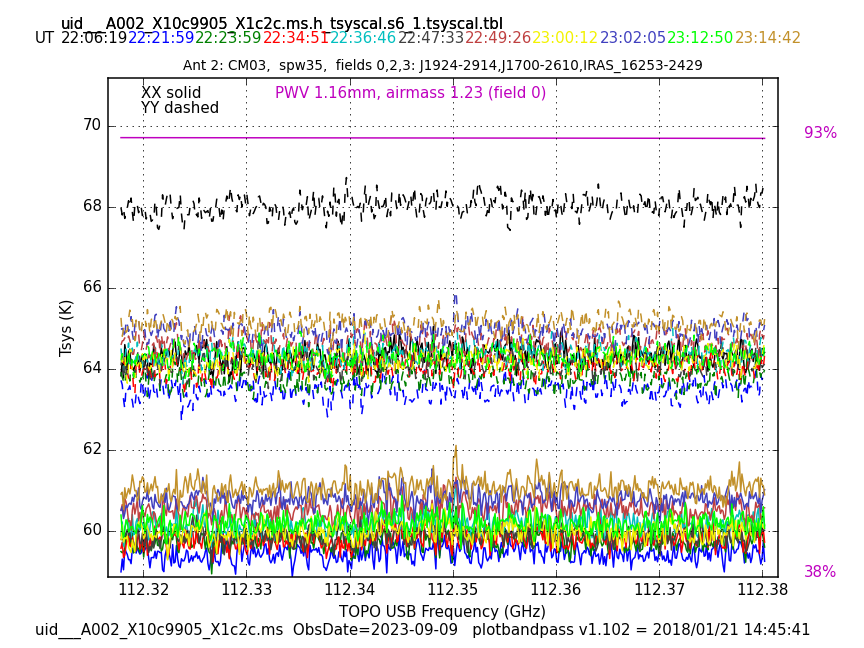 uid___A002_X10c9905_X1c2c.ms.h_tsyscal.s6_1.tsyscal.tbl
UT 22:06:19 22:21:59 22:23:59 22:34:51 22:36:46 22:47:33 22:49:26 23:00:12 23:02:05 23:12:50 23:14:42
Ant 2: CM03, spw35, fields 0,2,3: J1924-2914,J1700-2610,IRAS_16253-2429
XX solid PWV 1.16mm, airmass 1.23 (field 0)
YY dashed
70
93%
68
66
Tsys (K)
64
62
60
38%
112.32 112.33 112.34 112.35 112.36 112.37 112.38
TOPO USB Frequency (GHz)
uid___A002_X10c9905_X1c2c.ms ObsDate=2023-09-09 plotbandpass v1.102 = 2018/01/21 14:45:41